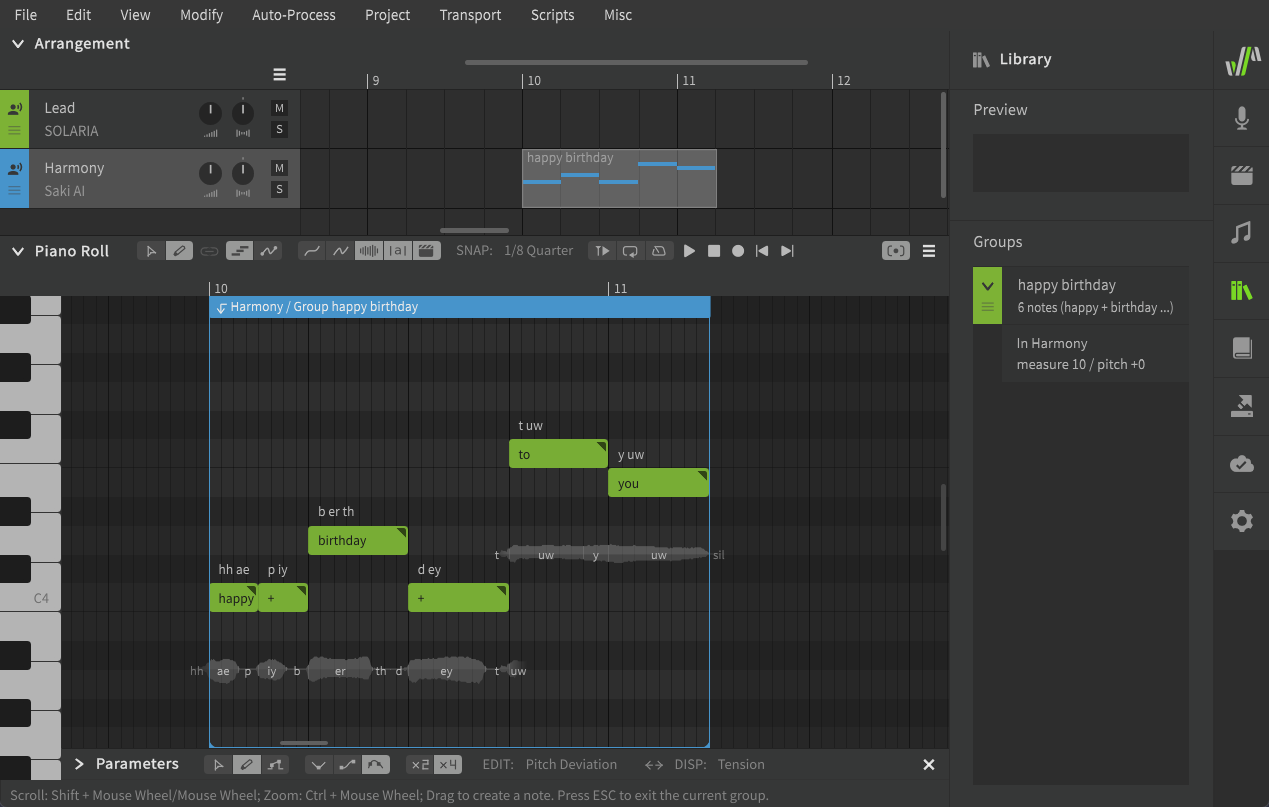 File Edit View Modify Auto-Process Project Transport Scripts Misc
Arrangement
9 10 11 12
Lead M
SOLARIA S
Harmony M
Saki AI S
happy birthday
Piano Roll |a| SNAP: 1/8 Quarter
10 11
Harmony / Group happy birthday
t uw
to
y uw
you
b er th
birthday
t uw y uw sil
hh ae p iy d ey
C4 happy + +
hh ae p iy b er th d ey t uw
Parameters ×2 ×4 EDIT: Pitch Deviation DISP: Tension
Scroll: Shift + Mouse Wheel/Mouse Wheel; Zoom: Ctrl + Mouse Wheel; Drag to create a note. Press ESC to exit the current group.
Library
Preview
Groups
happy birthday
6 notes (happy + birthday ...)
In Harmony
measure 10 / pitch +0